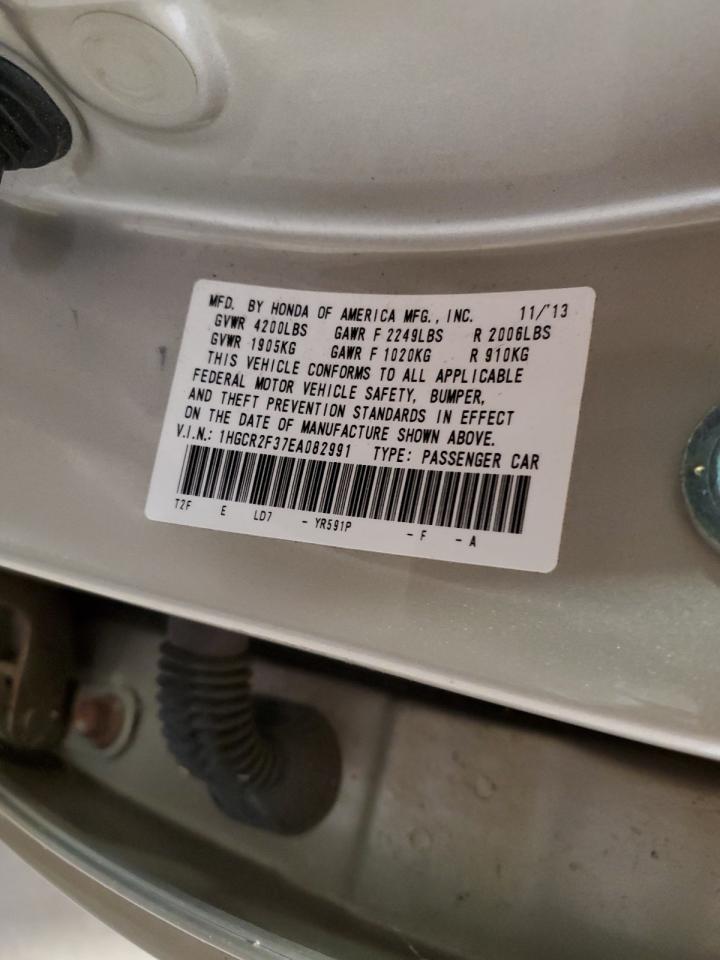 MFD. BY HONDA OF AMERICA MFG., INC. 11/'13
GVWR 4200LBS GAWR F 2249LBS R 2006LBS
GVWR 1905KG GAWR F 1020KG R 910KG
THIS VEHICLE CONFORMS TO ALL APPLICABLE
FEDERAL MOTOR VEHICLE SAFETY, BUMPER,
AND THEFT PREVENTION STANDARDS IN EFFECT
ON THE DATE OF MANUFACTURE SHOWN ABOVE.
V.I.N.: 1HGCR2F37EA082991 TYPE: PASSENGER CAR
T2F E LD7 - YR591P - F - A